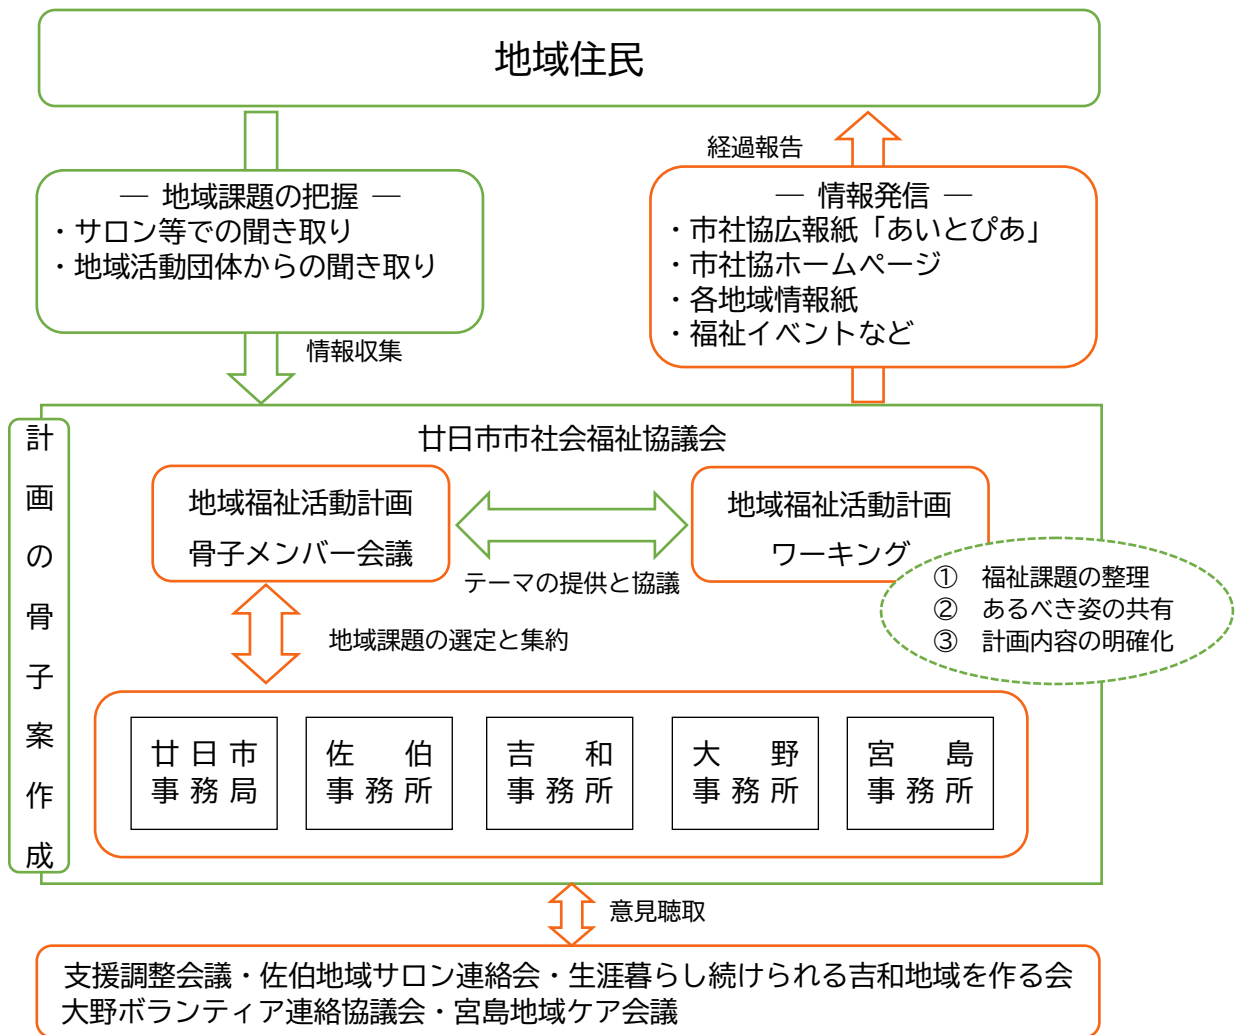 地域住民
― 地域課題の把握 ―
・サロン等での聞き取り
・地域活動団体からの聞き取り
情報収集
経過報告
― 情報発信 ―
・市社協広報紙「あいとぴあ」
・市社協ホームページ
・各地域情報紙
・福祉イベントなど
計画の骨子案作成
廿日市市社会福祉協議会
地域福祉活動計画
骨子メンバー会議
テーマの提供と協議
地域福祉活動計画
ワーキング
① 福祉課題の整理
② あるべき姿の共有
③ 計画内容の明確化
地域課題の選定と集約
廿日市
事務局
佐伯
事務所
吉和
事務所
大野
事務所
宮島
事務所
意見聴取
支援調整会議・佐伯地域サロン連絡会・生涯暮らし続けられる吉和地域を作る会
大野ボランティア連絡協議会・宮島地域ケア会議